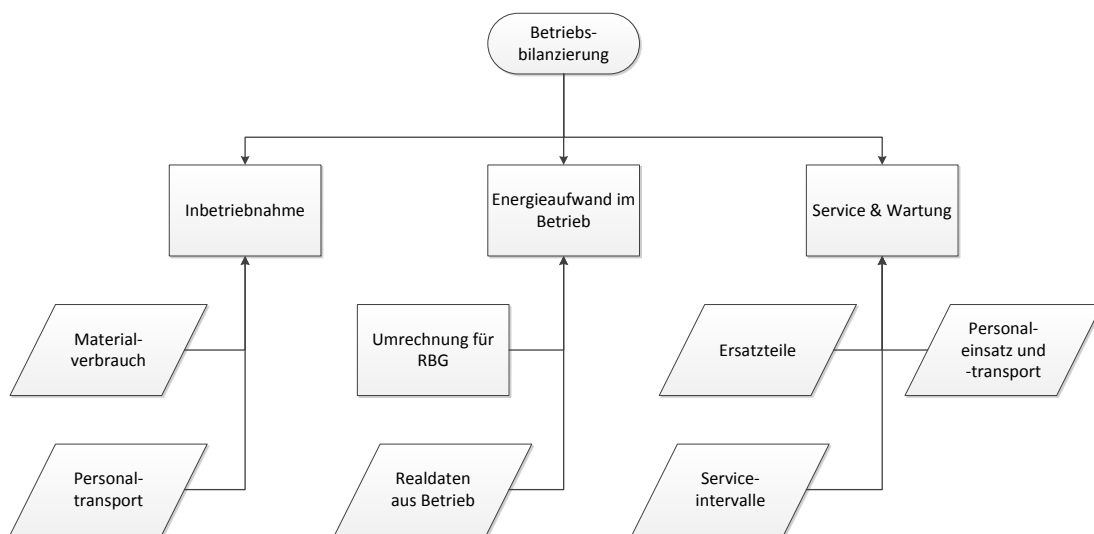 Betriebs-
bilanzierung
Inbetriebnahme
Energieaufwand im
Betrieb
Service & Wartung
Material-
verbrauch
Umrechnung für
RBG
Ersatzteile
Personal-
einsatz und
-transport
Personal-
transport
Realdaten
aus Betrieb
Service-
intervalle